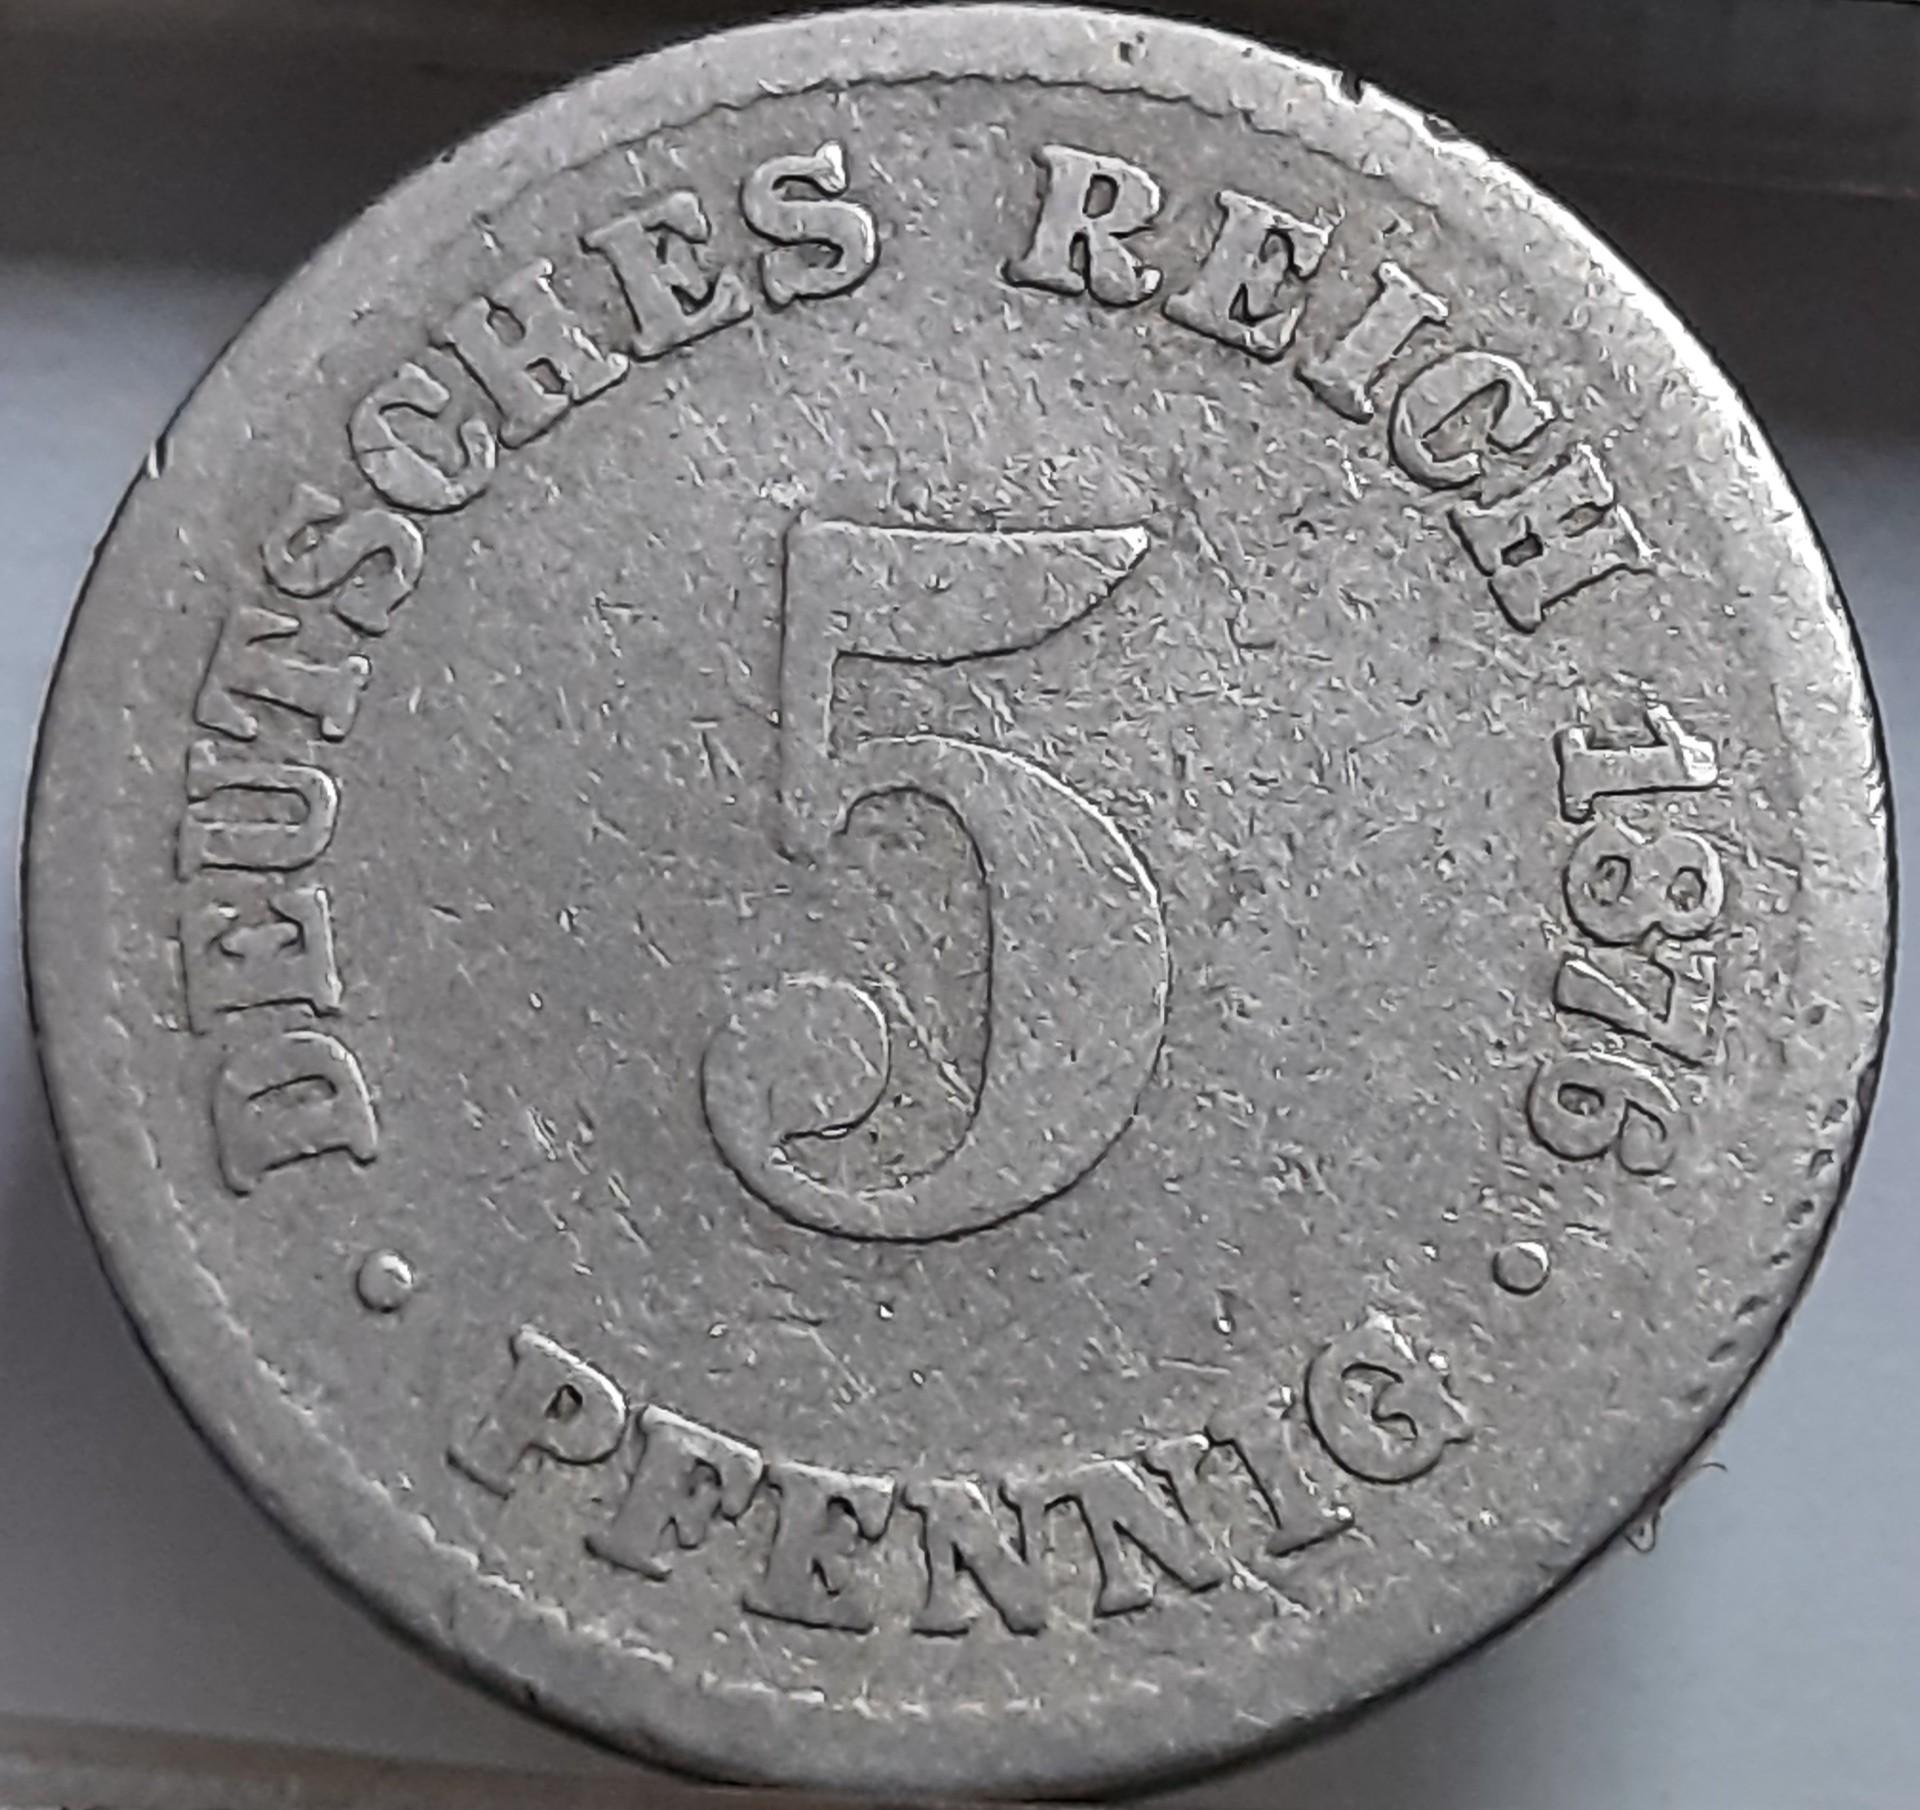 DEUTSCHES REICH 1876
5
PFENNIG